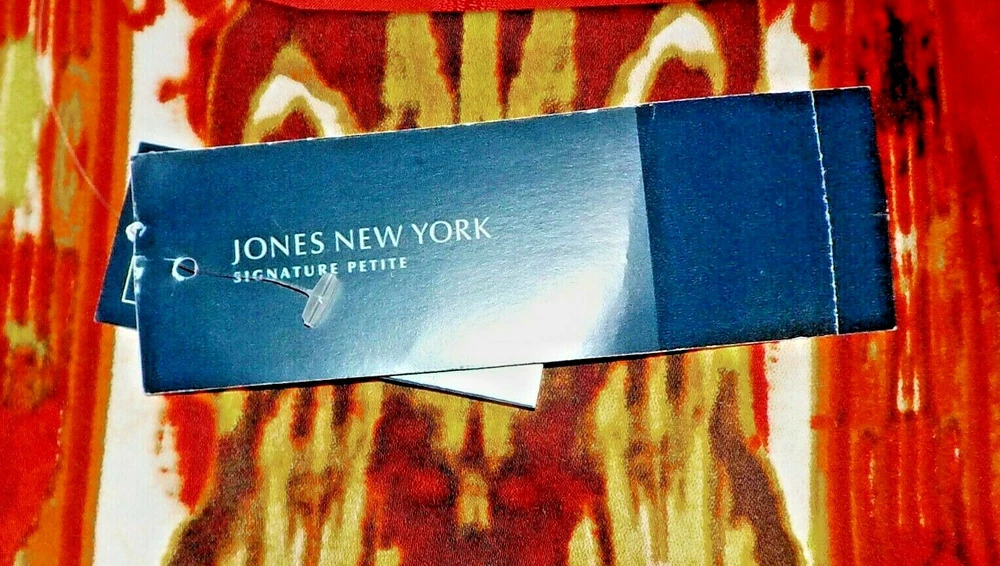 JONES NEW YORK
SIGNATURE PETITE